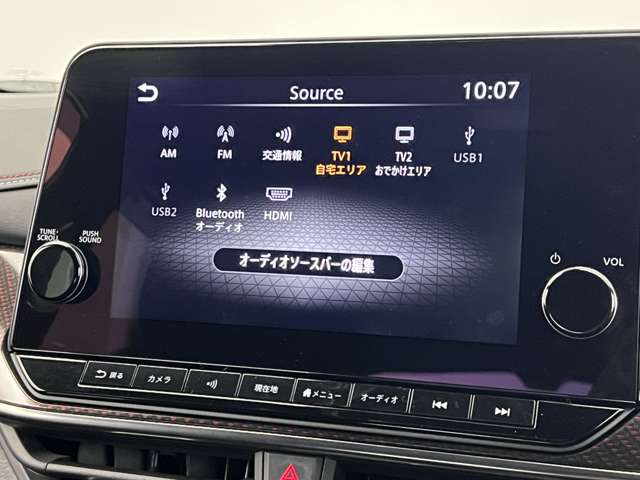 Source
10:07
AM
FM
交通情報
TV1
自宅エリア
TV2
おでかけエリア
USB1
USB2
Bluetooth
オーディオ
HDMI
オーディオソースバーの編集
TUNE・
SCROLL
PUSH
SOUND
VOL
戻る
カメラ
現在地
メニュー
オーディオ